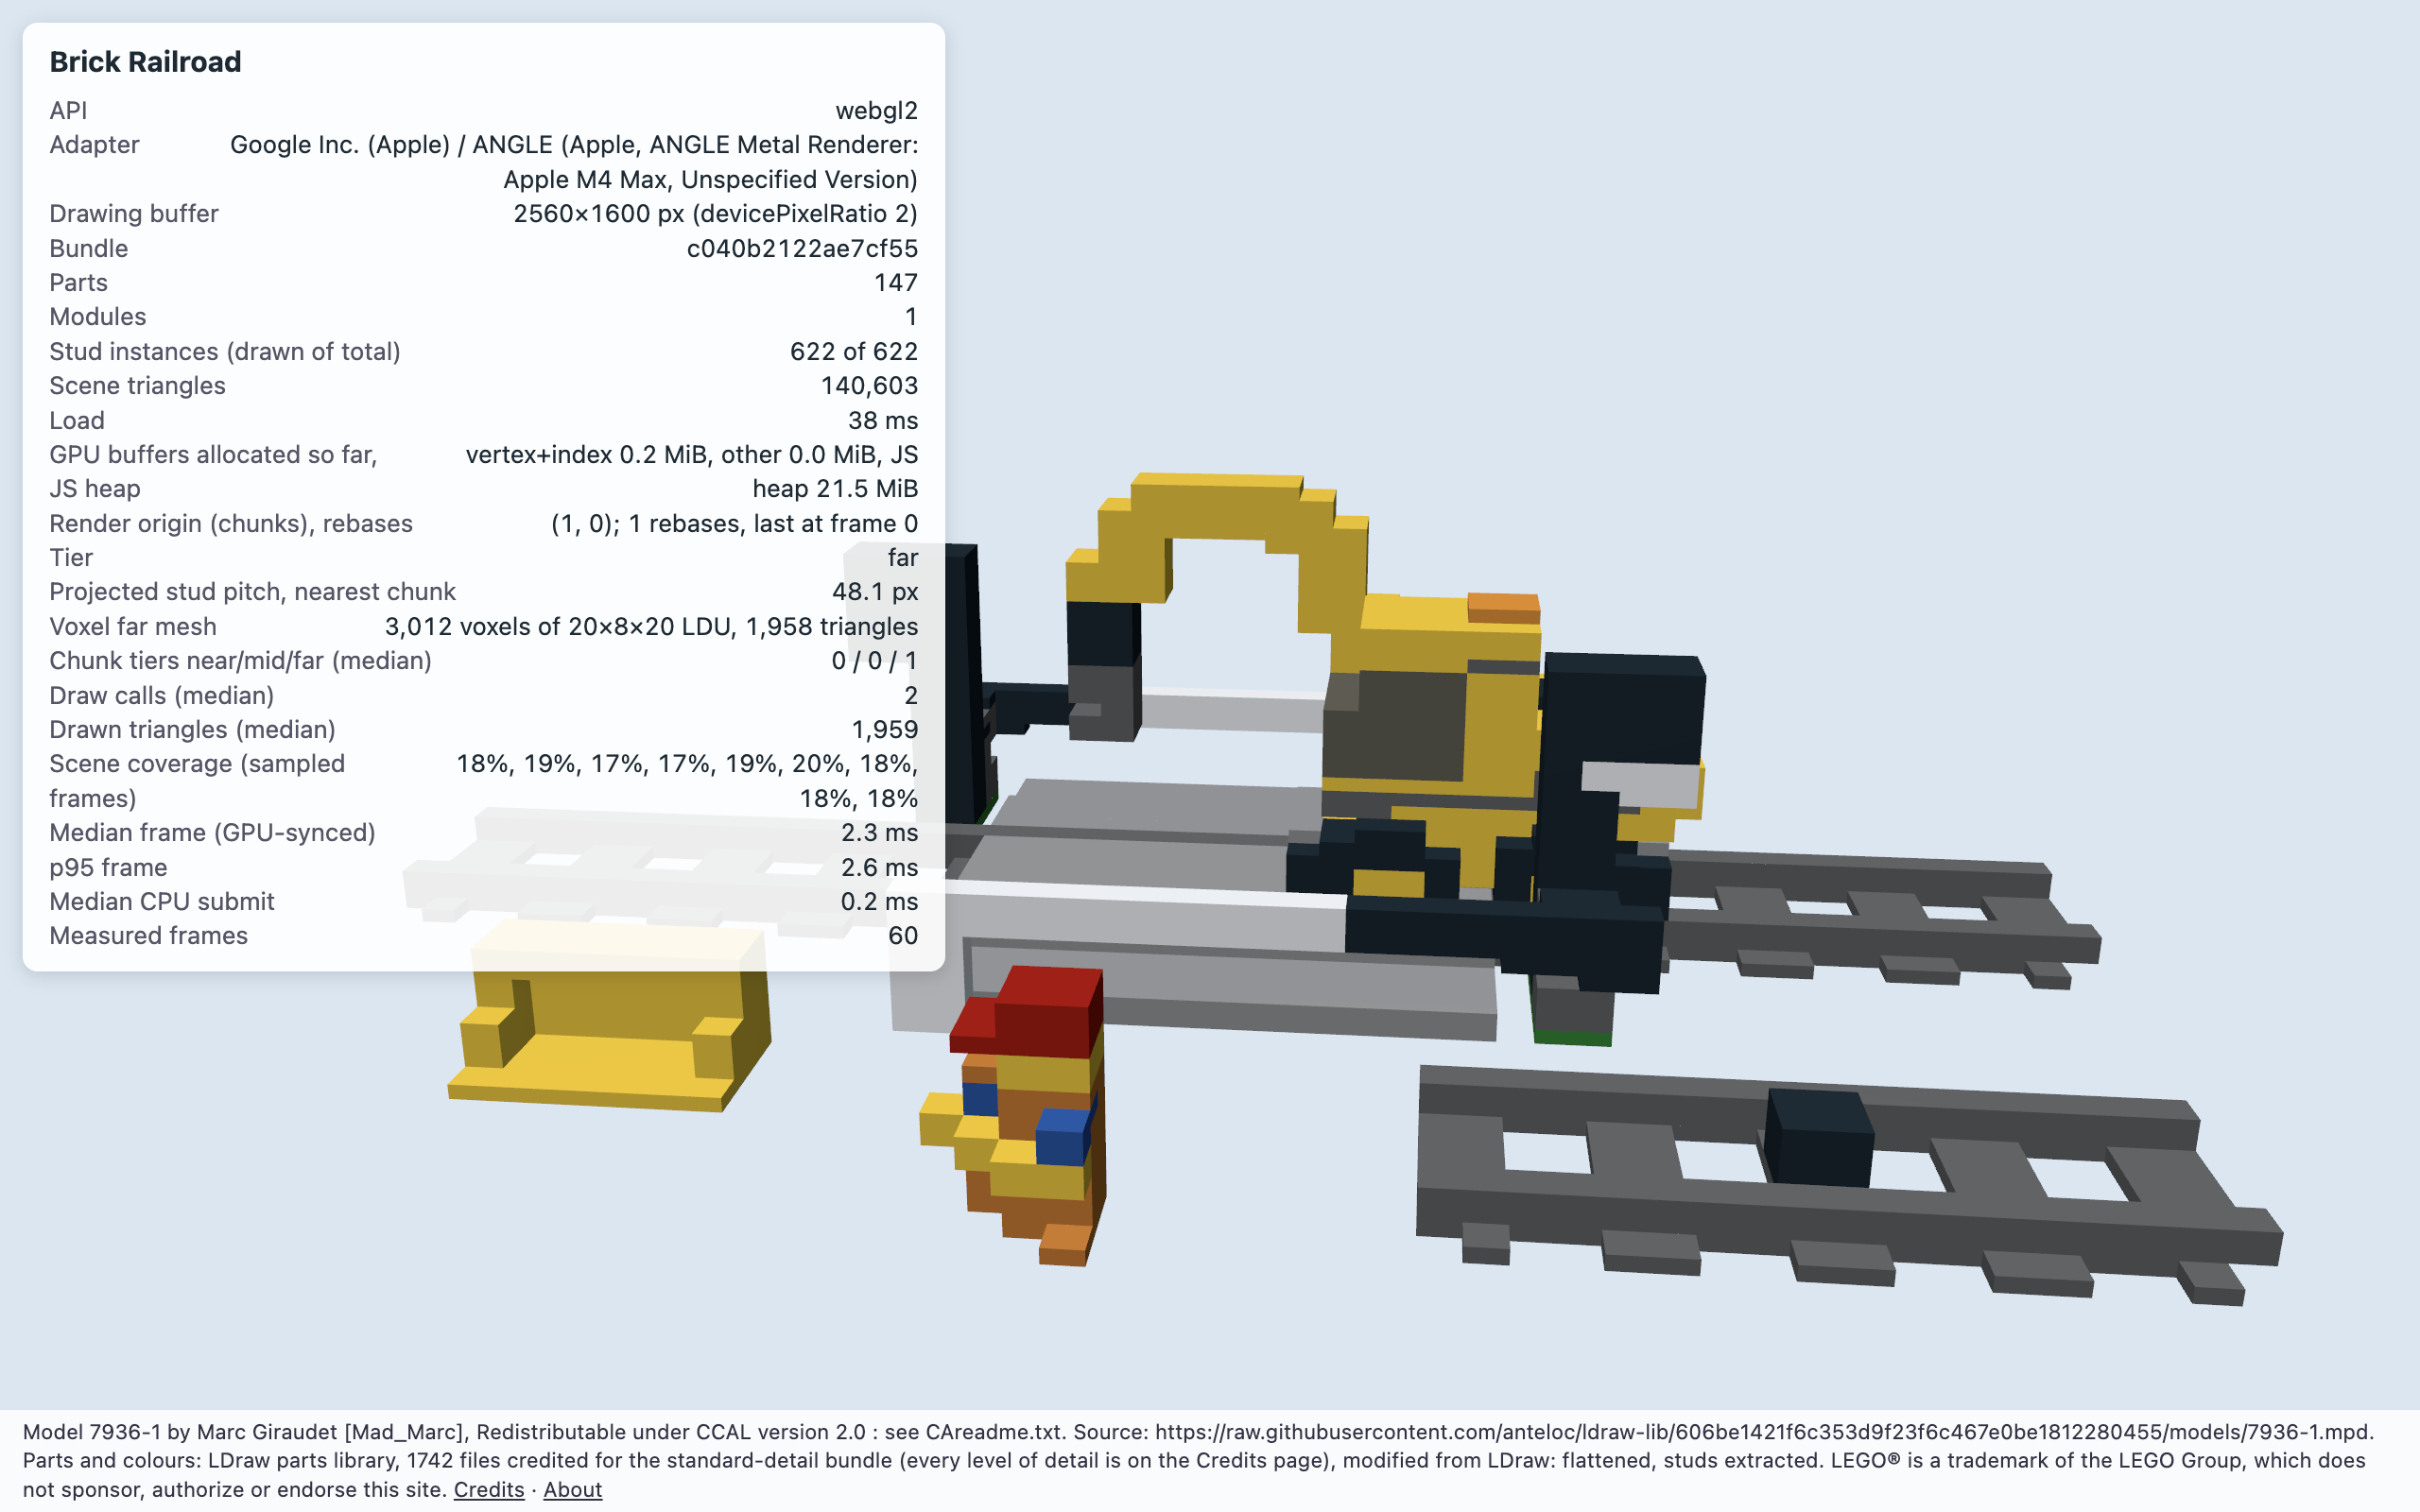 Brick Railroad
API webgl2
Adapter Google Inc. (Apple) / ANGLE (Apple, ANGLE Metal Renderer:
Apple M4 Max, Unspecified Version)
Drawing buffer 2560×1600 px (devicePixelRatio 2)
Bundle c040b2122ae7cf55
Parts 147
Modules 1
Stud instances (drawn of total) 622 of 622
Scene triangles 140,603
Load 38 ms
GPU buffers allocated so far, vertex+index 0.2 MiB, other 0.0 MiB, JS
JS heap heap 21.5 MiB
Render origin (chunks), rebases (1, 0); 1 rebases, last at frame 0
Tier far
Projected stud pitch, nearest chunk 48.1 px
Voxel far mesh 3,012 voxels of 20×8×20 LDU, 1,958 triangles
Chunk tiers near/mid/far (median) 0 / 0 / 1
Draw calls (median) 2
Drawn triangles (median) 1,959
Scene coverage (sampled 18%, 19%, 17%, 17%, 19%, 20%, 18%,
frames) 18%, 18%
Median frame (GPU-synced) 2.3 ms
p95 frame 2.6 ms
Median CPU submit 0.2 ms
Measured frames 60
Model 7936-1 by Marc Giraudet [Mad_Marc], Redistributable under CCAL version 2.0 : see CAreadme.txt. Source: https://raw.githubusercontent.com/anteloc/ldraw-lib/606be1421f6c353d9f23f6c467e0be1812280455/models/7936-1.mpd.
Parts and colours: LDraw parts library, 1742 files credited for the standard-detail bundle (every level of detail is on the Credits page), modified from LDraw: flattened, studs extracted. LEGO® is a trademark of the LEGO Group, which does
not sponsor, authorize or endorse this site. Credits · About